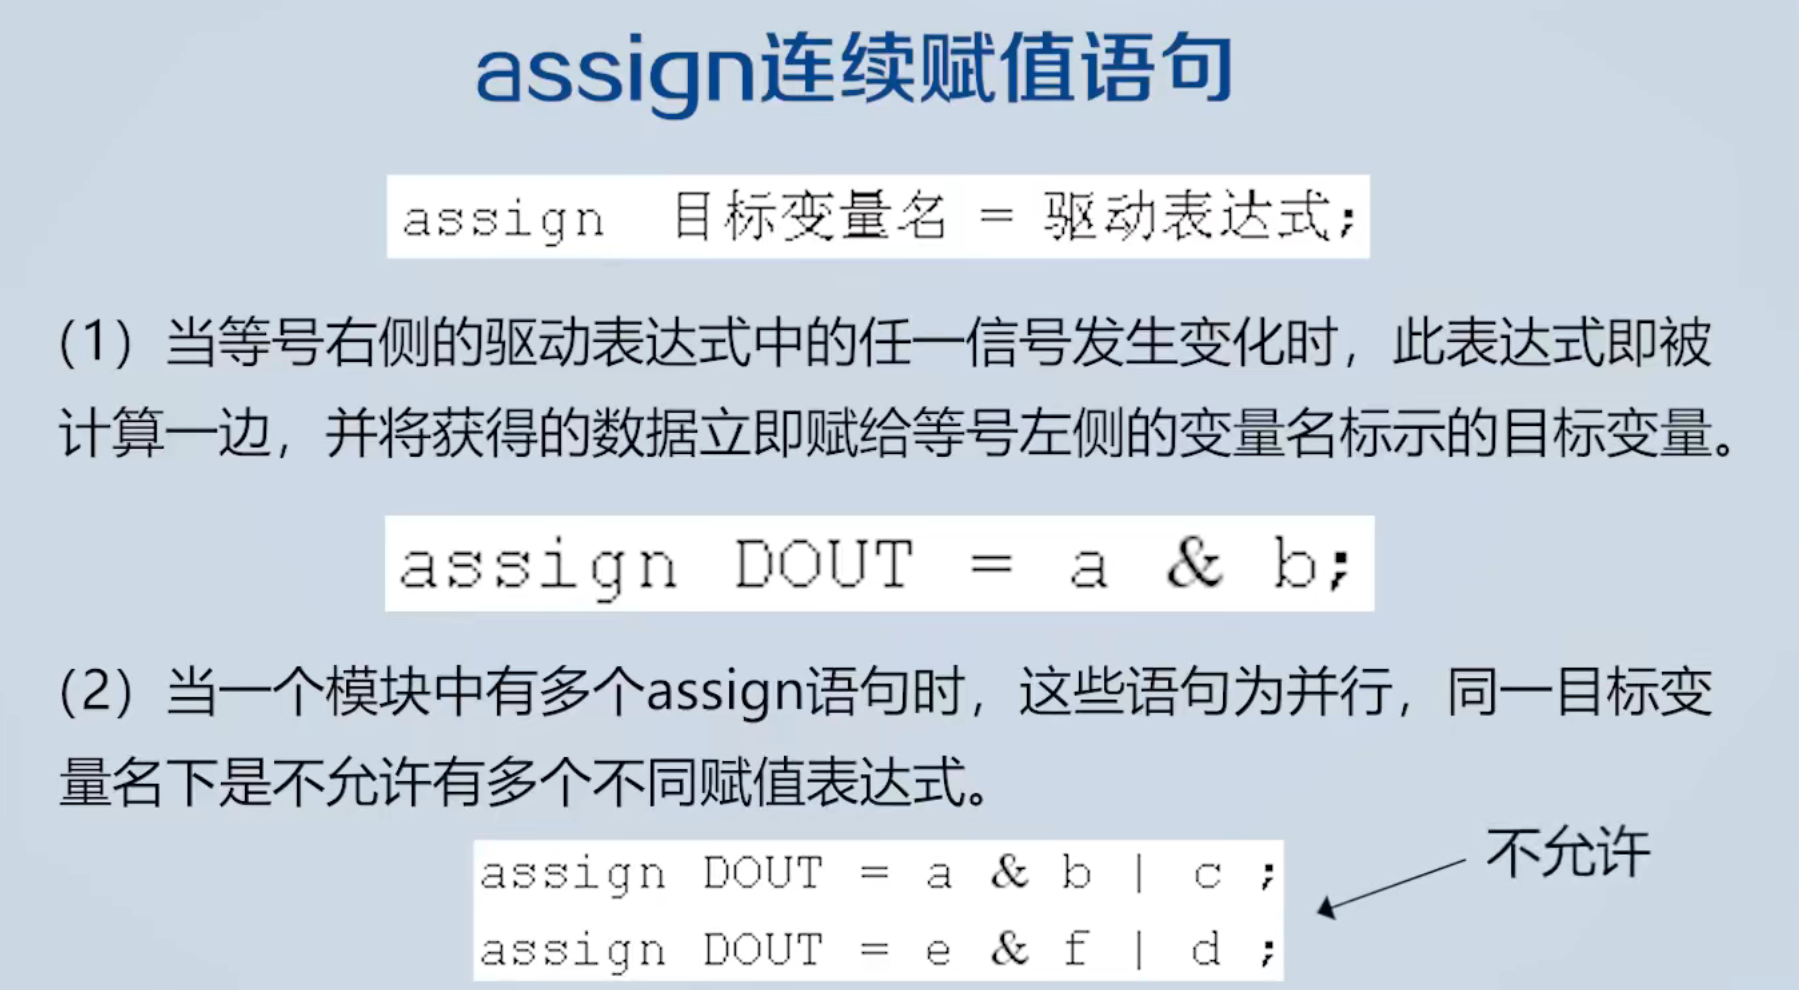 assign连续赋值语句
assign 目标变量名 = 驱动表达式;
（1）当等号右侧的驱动表达式中的任一信号发生变化时，此表达式即被
计算一边，并将获得的数据立即赋给等号左侧的变量名标示的目标变量。
assign DOUT = a & b;
（2）当一个模块中有多个assign语句时，这些语句为并行，同一目标变
量名下是不允许有多个不同赋值表达式。
不允许
assign DOUT = a & b | c ;
assign DOUT = e & f | d ;